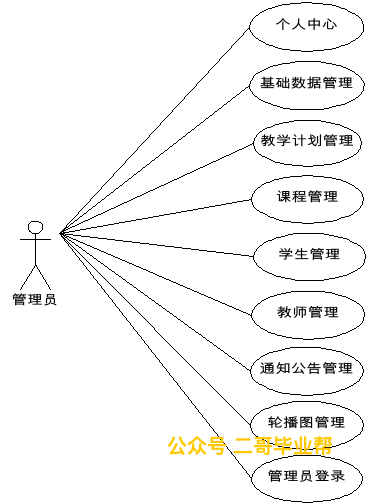 个人中心
基础数据管理
教学计划管理
课程管理
学生管理
管理员
教师管理
通知公告管理
轮播图管理
公众号 二哥毕业帮
管理员登录